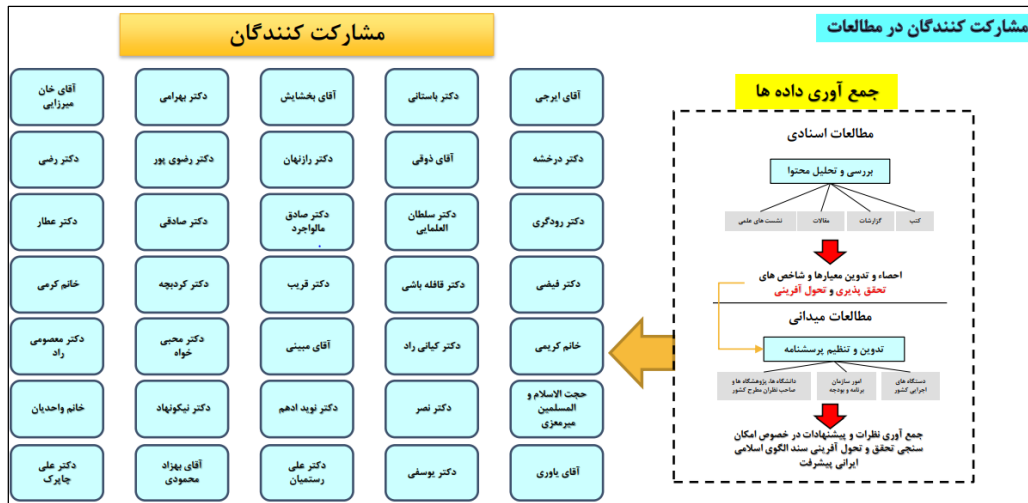 مشارکت کنندگان در مطالعات
مشارکت کنندگان
آقای ایرجی
دکتر باستانی
آقای بخشایش
دکتر بهرامی
آقای خان
میرزایی
دکتر درخشه
آقای ذوقی
دکتر رازنهان
دکتر رضوی پور
دکتر رضی
دکتر رودگری
دکتر سلطان
العلمایی
دکتر صادق
مالواجرد
.
دکتر صادقی
دکتر عطار
دکتر فیضی
دکتر قافله باشی
دکتر قریب
دکتر کردبچه
خانم کرمی
خانم کریمی
دکتر کیانی راد
آقای مبینی
دکتر محبی
خواه
دکتر معصومی
راد
حجت الاسلام و
المسلمین
میرمعزی
دکتر نصر
دکتر نوید ادهم
دکتر نیکونهاد
خانم واحدیان
آقای یاوری
دکتر یوسفی
دکتر علی
رستمیان
آقای بهزاد
محمودی
دکتر علی
چاپرک
جمع آوری داده ها
مطالعات اسنادی
بررسی و تحلیل محتوا
کتب
گزارشات
مقالات
نشست های علمی
احصاء و تدوین معیارها و شاخص های
تحقق پذیری و تحول آفرینی
مطالعات میدانی
تدوین و تنظیم پرسشنامه
دستگاه های
اجرایی کشور
امور سازمان
برنامه و بودجه
دانشگاه ها، پژوهشگاه ها و
صاحب نظران مطرح کشور
جمع آوری نظرات و پیشنهادات در خصوص امکان
سنجی تحقق و تحول آفرینی سند الگوی اسلامی
ایرانی پیشرفت